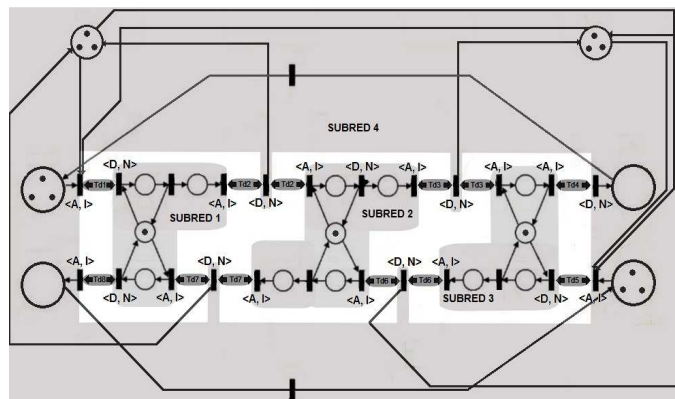 SUBRED 4
<D, N> <A, I> <D, N> <A, I> <A, I> <A, I>
Td1 Td2 Td2 Td3 Td3 Td4
<A, I> <D, N> <D, N> <D, N>
SUBRED 1 SUBRED 2
<D, N> <A, I> <D, N> <A, I>
Td8 Td7 Td7 Td6 Td6 Td5
<D, N> <A, I> <A, I> <A, I> SUBRED 3 <D, N> <A, I>
<A, I>